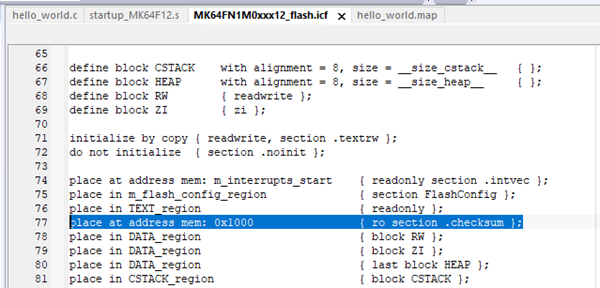 hello_world.c startup_MK64F12.s MK64FN1M0xxx12_flash.icf × hello_world.map
65
66 define block CSTACK with alignment = 8, size = __size_cstack__ { };
67 define block HEAP with alignment = 8, size = __size_heap__ { };
68 define block RW { readwrite };
69 define block ZI { zi };
70
71 initialize by copy { readwrite, section .textrw };
72 do not initialize { section .noinit };
73
74 place at address mem: m_interrupts_start { readonly section .intvec };
75 place in m_flash_config_region { section FlashConfig };
76 place in TEXT_region { readonly };
77 place at address mem: 0x1000 { ro section .checksum };
78 place in DATA_region { block RW };
79 place in DATA_region { block ZI };
80 place in DATA_region { last block HEAP };
81 place in CSTACK_region { block CSTACK };